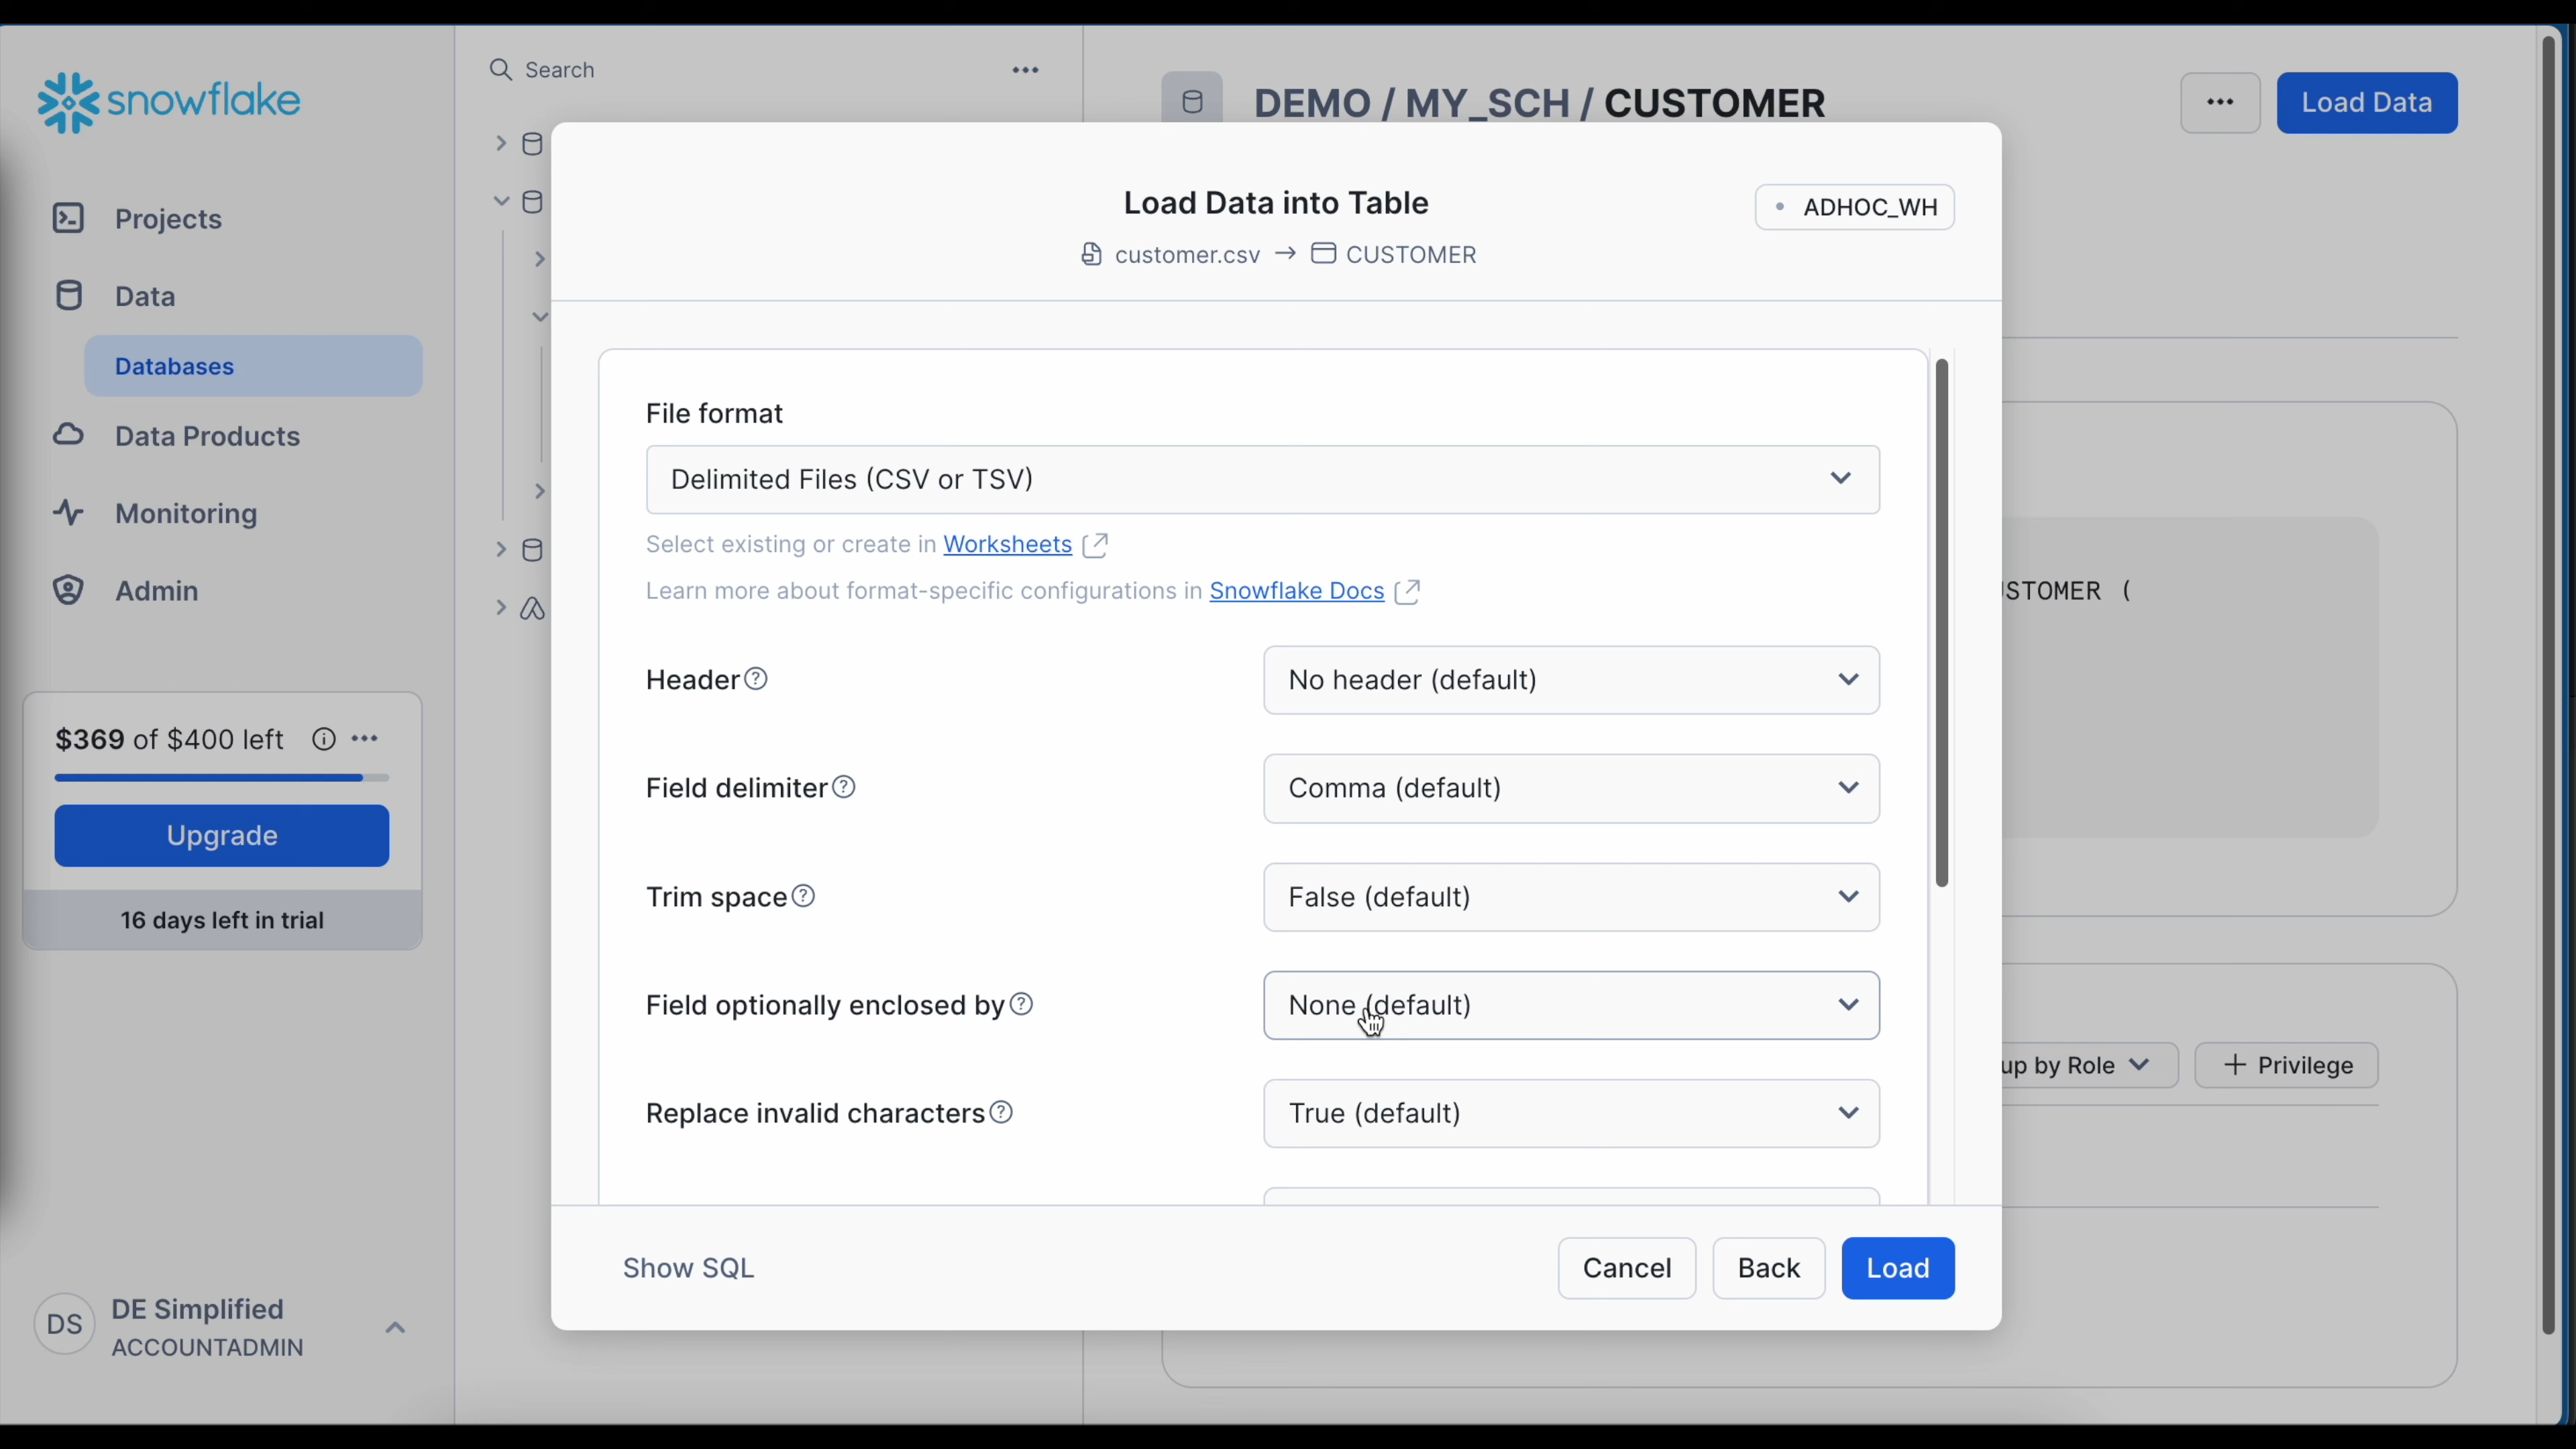 snowflake
Projects
Data
Databases
Data Products
Monitoring
Admin
$369 of $400 left
Upgrade
16 days left in trial
DS
DE Simplified
ACCOUNTADMIN
Search
DEMO / MY_SCH / CUSTOMER
Load Data
Load Data into Table
customer.csv → CUSTOMER
ADHOC_WH
File format
Delimited Files (CSV or TSV)
Select existing or create in Worksheets
Learn more about format-specific configurations in Snowflake Docs
Header
No header (default)
Field delimiter
Comma (default)
Trim space
False (default)
Field optionally enclosed by
None (default)
Replace invalid characters
True (default)
Show SQL
Cancel
Back
Load
STOMER (
up by Role
+ Privilege